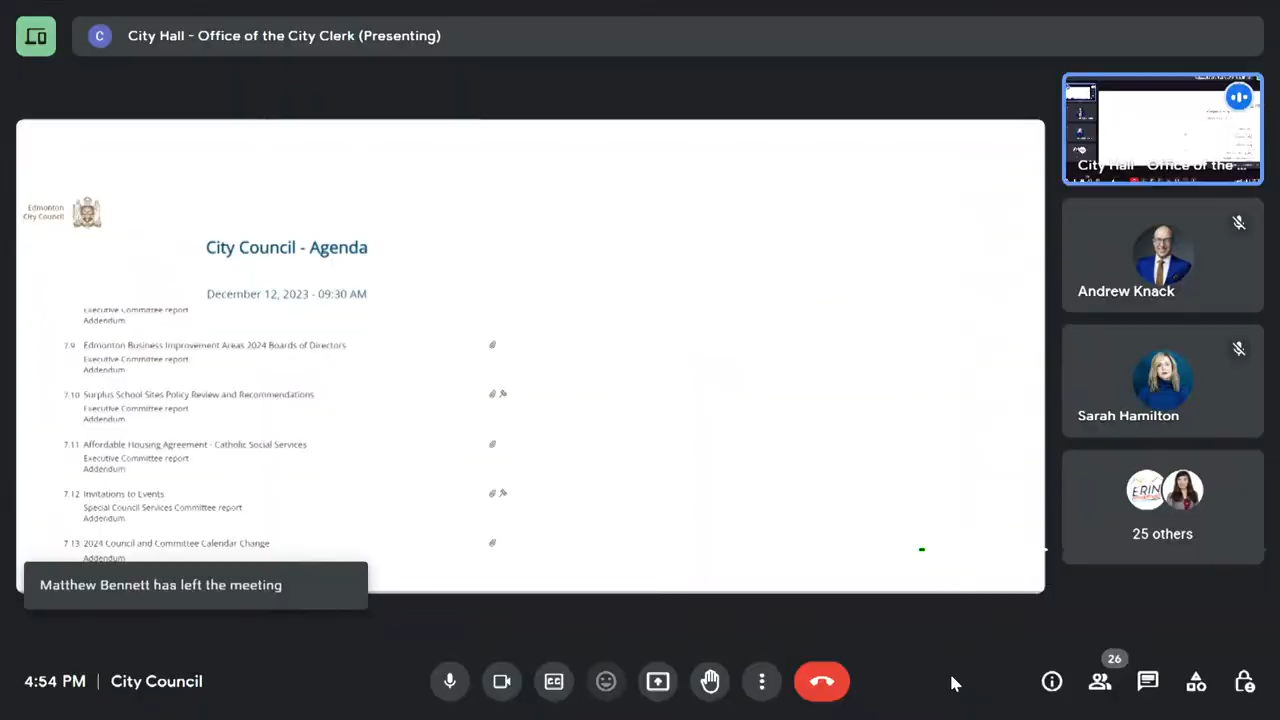 City Hall - Office of the City Clerk (Presenting)
C
Edmonton
City Council
City Council - Agenda
December 12, 2023 - 09:30 AM
Executive Committee report
Addendum
7.9 Edmonton Business Improvement Areas 2024 Boards of Directors
Executive Committee report
Addendum
7.10 Surplus School Sites Policy Review and Recommendations
Executive Committee report
Addendum
7.11 Affordable Housing Agreement - Catholic Social Services
Executive Committee report
Addendum
7.12 Invitations to Events
Special Council Services Committee report
Addendum
7.13 2024 Council and Committee Calendar Change
Addendum
Matthew Bennett has left the meeting
City Hall - Office of the ...
Andrew Knack
Sarah Hamilton
ERIN
25 others
4:54 PM | City Council
26